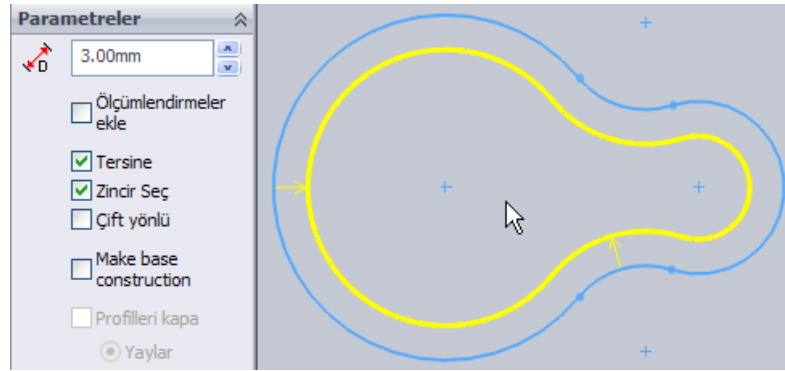 Parametreler
D
3.00mm
Ölçümlendirmeler
ekle
Tersine
Zincir Seç
Çift yönlü
Make base
construction
Profilleri kapa
Yaylar